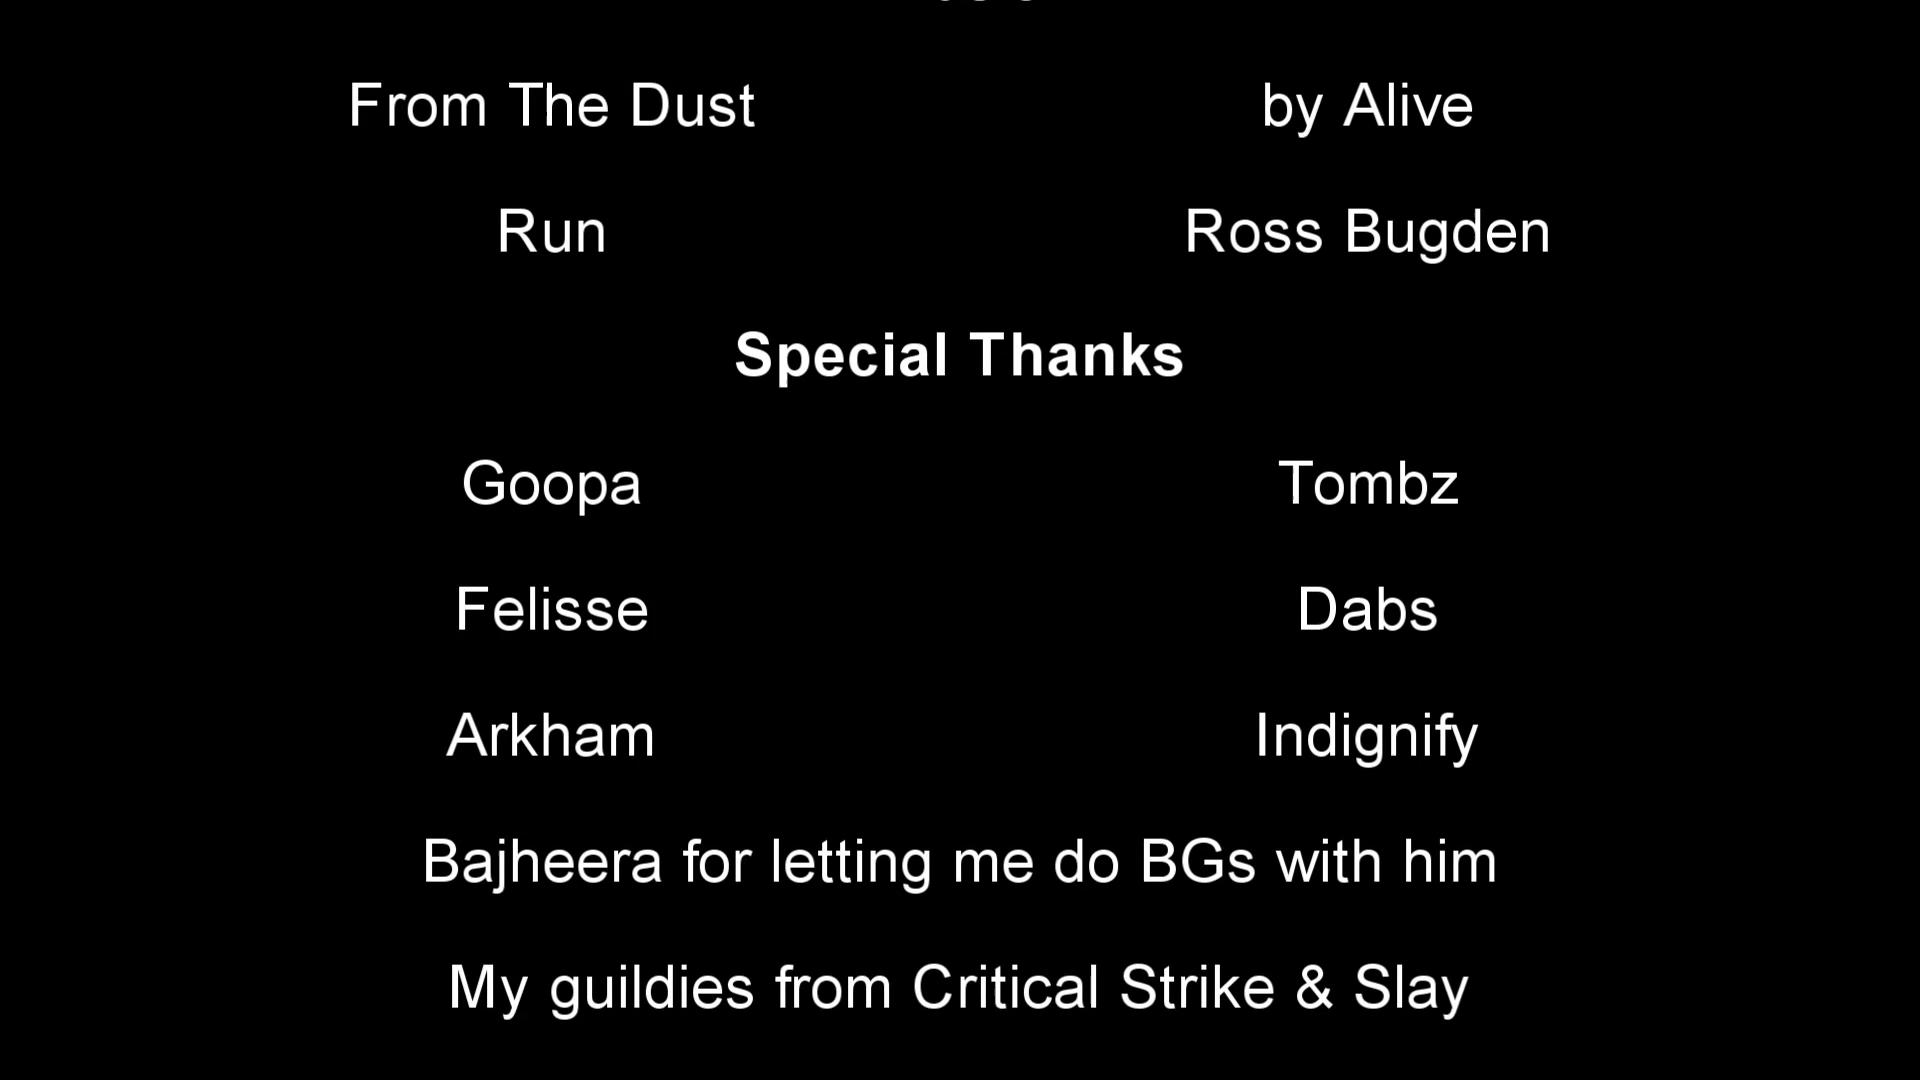 From The Dust by Alive
Run Ross Bugden
Special Thanks
Goopa Tombz
Felisse Dabs
Arkham Indignify
Bajheera for letting me do BGs with him
My guildies from Critical Strike & Slay